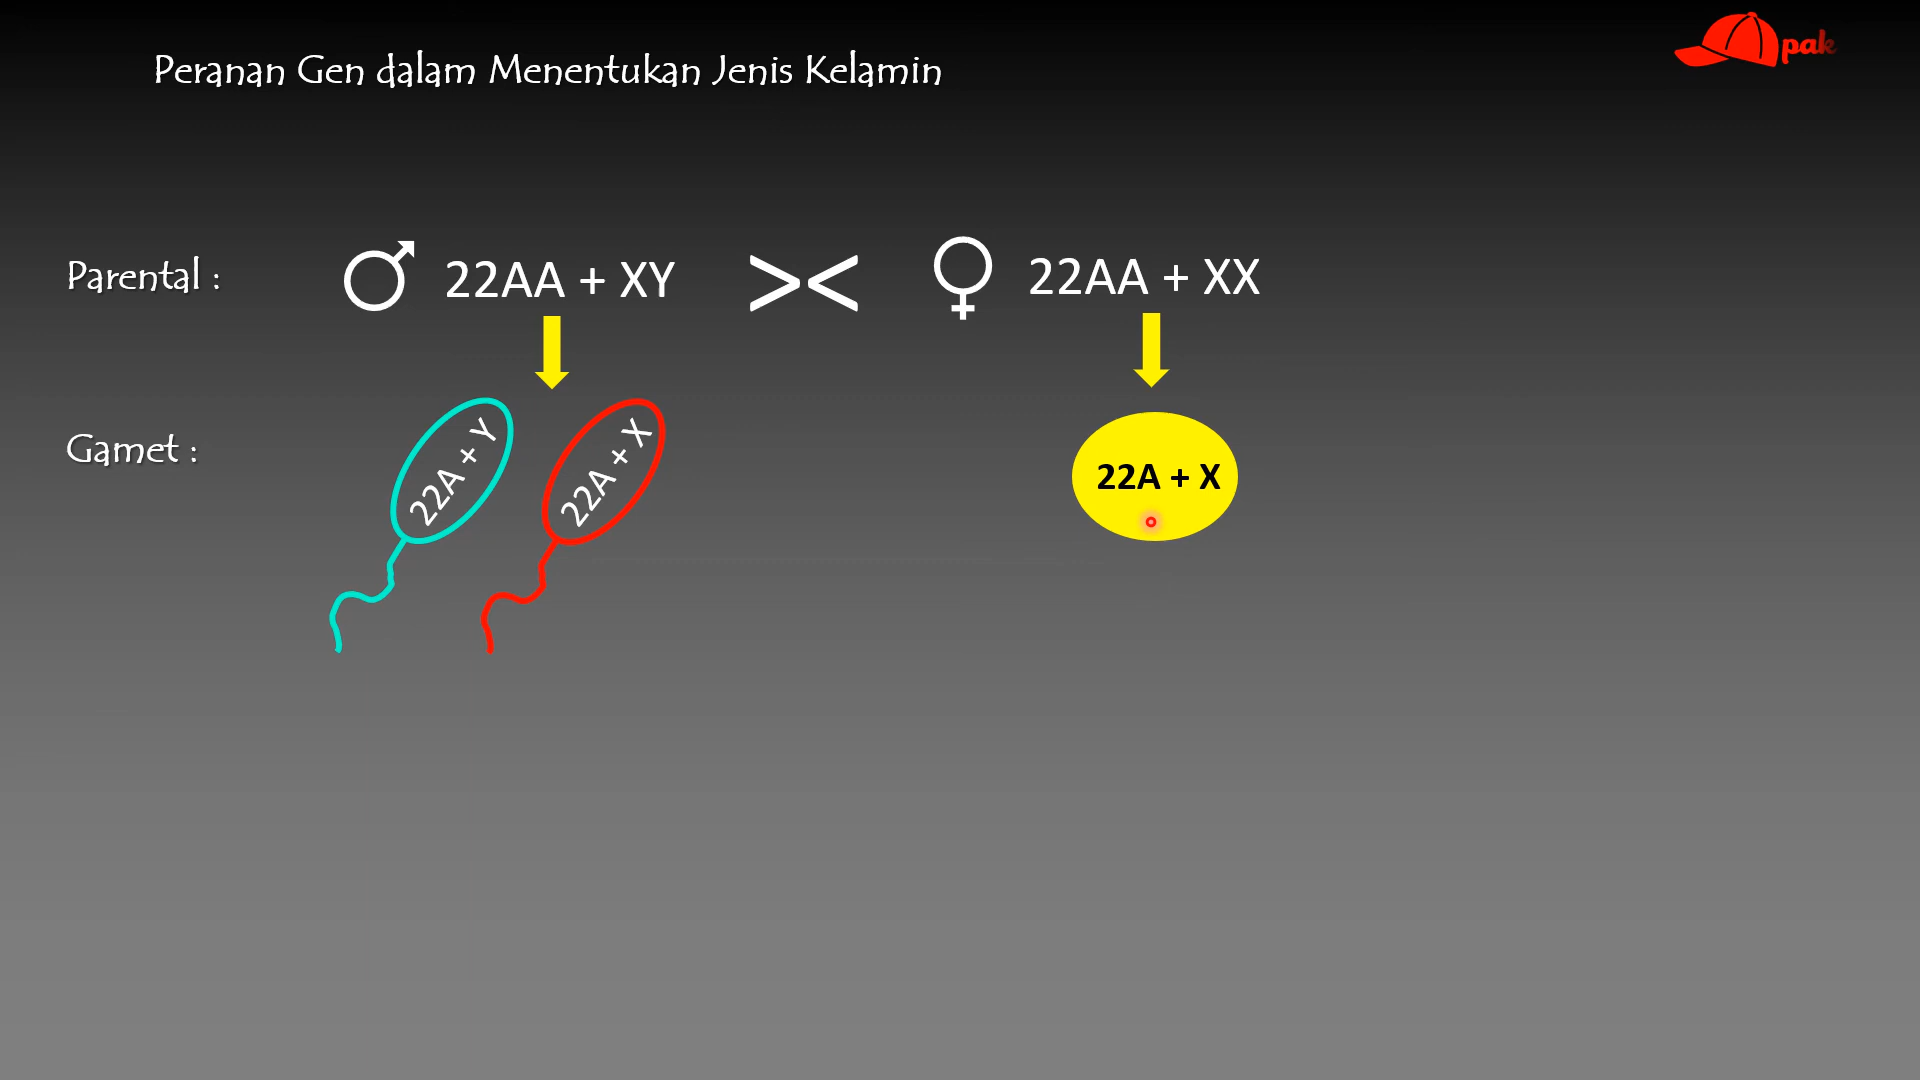 Peranan Gen dalam Menentukan Jenis Kelamin
pak
Parental : ♂ 22AA + XY >< ♀ 22AA + XX
Gamet : 22A + Y 22A + X 22A + X